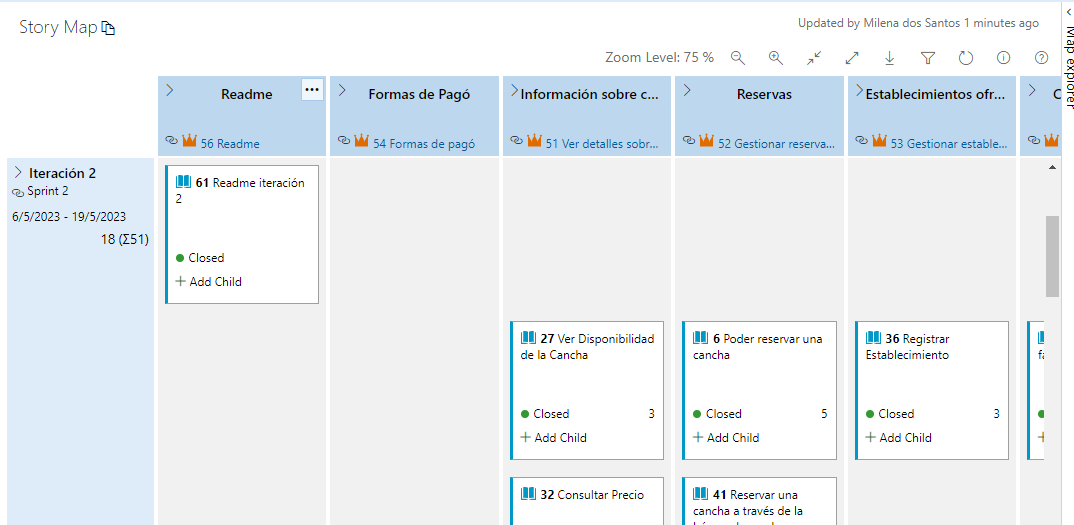 Story Map
Updated by Milena dos Santos 1 minutes ago
Zoom Level: 75 %
Map explorer
Readme
56 Readme
Formas de Pagó
54 Formas de pagó
Información sobre c...
51 Ver detalles sobr...
Reservas
52 Gestionar reserva...
Establecimientos ofr...
53 Gestionar estable...
C
Iteración 2
Sprint 2
6/5/2023 - 19/5/2023
18 (Σ51)
61 Readme iteración
2
Closed
Add Child
27 Ver Disponibilidad
de la Cancha
Closed 3
Add Child
6 Poder reservar una
cancha
Closed 5
Add Child
36 Registrar
Establecimiento
Closed 3
Add Child
32 Consultar Precio
41 Reservar una
cancha a través de la